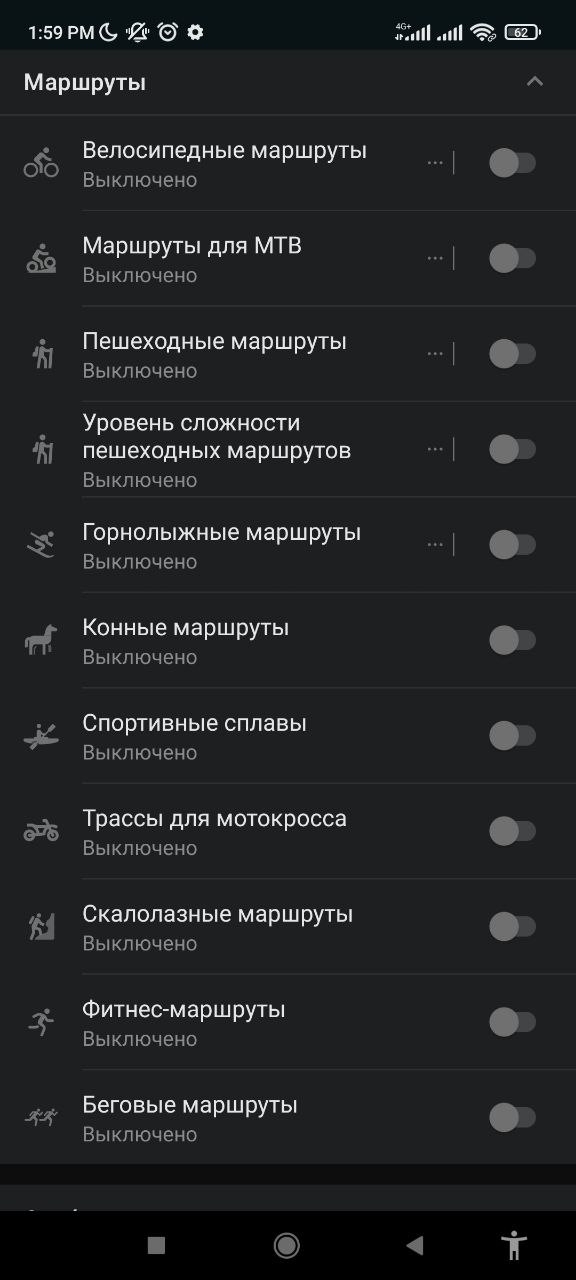 1:59 PM
4G+
62
Маршруты
Велосипедные маршруты
Выключено
Маршруты для MTB
Выключено
Пешеходные маршруты
Выключено
Уровень сложности
пешеходных маршрутов
Выключено
Горнолыжные маршруты
Выключено
Конные маршруты
Выключено
Спортивные сплавы
Выключено
Трассы для мотокросса
Выключено
Скалолазные маршруты
Выключено
Фитнес-маршруты
Выключено
Беговые маршруты
Выключено